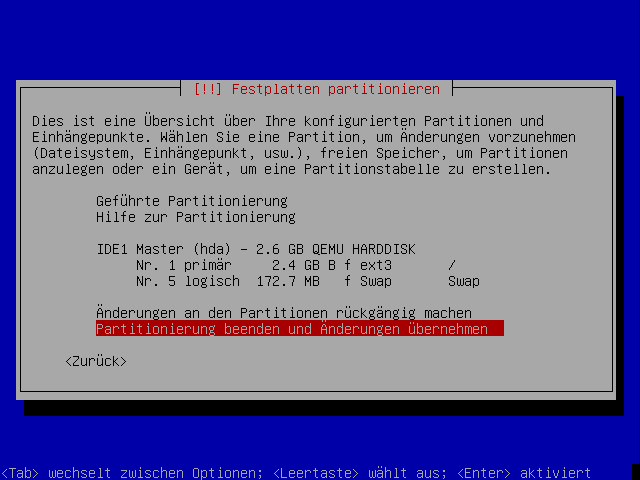 [!!] Festplatten partitionieren
Dies ist eine Übersicht über Ihre konfigurierten Partitionen und
Einhängepunkte. Wählen Sie eine Partition, um Änderungen vorzunehmen
(Dateisystem, Einhängepunkt, usw.), freien Speicher, um Partitionen
anzulegen oder ein Gerät, um eine Partitionstabelle zu erstellen.
Geführte Partitionierung
Hilfe zur Partitionierung
IDE1 Master (hda) - 2.6 GB QEMU HARDDISK
Nr. 1 primär 2.4 GB B f ext3 /
Nr. 5 logisch 172.7 MB f Swap Swap
Änderungen an den Partitionen rückgängig machen
Partitionierung beenden und Änderungen übernehmen
<Zurück>
<Tab> wechselt zwischen Optionen; <Leertaste> wählt aus; <Enter> aktiviert